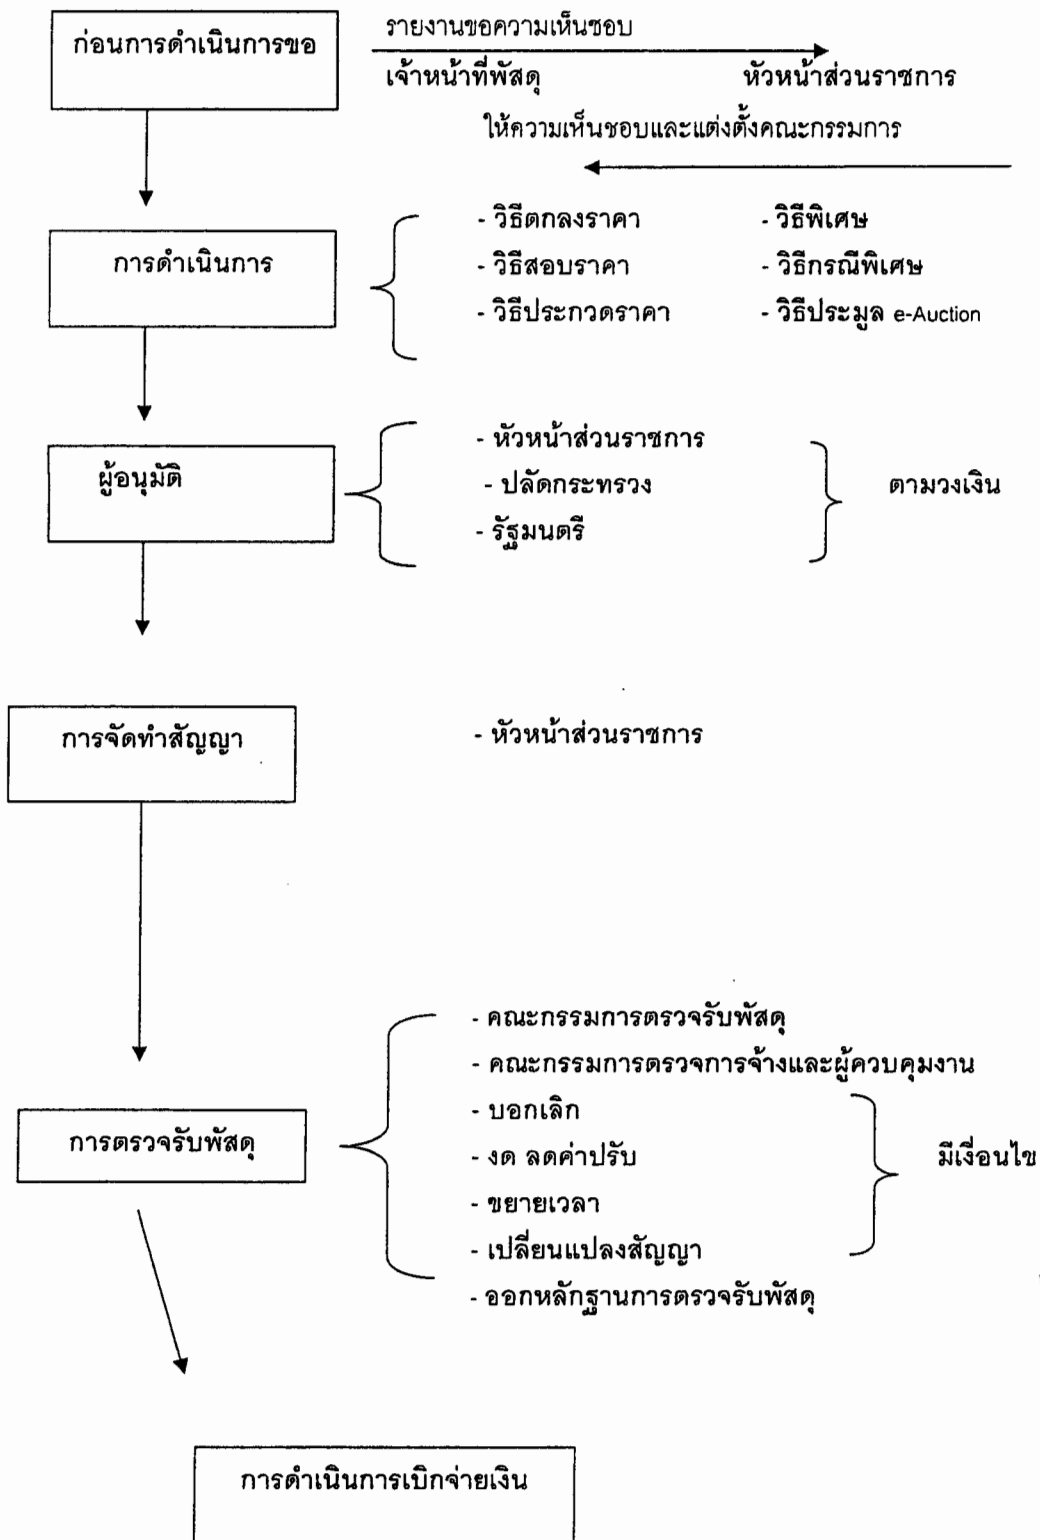 ก่อนการดำเนินการขอ
รายงานขอความเห็นชอบ
เจ้าหน้าที่พัสดุ หัวหน้าส่วนราชการ
ให้ความเห็นชอบและแต่งตั้งคณะกรรมการ
การดำเนินการ
- วิธีตกลงราคา - วิธีพิเศษ
- วิธีสอบราคา - วิธีกรณีพิเศษ
- วิธีประกวดราคา - วิธีประมูล e-Auction
ผู้อนุมัติ
- หัวหน้าส่วนราชการ
- ปลัดกระทรวง
- รัฐมนตรี
ตามวงเงิน
การจัดทำสัญญา - หัวหน้าส่วนราชการ
การตรวจรับพัสดุ
- คณะกรรมการตรวจรับพัสดุ
- คณะกรรมการตรวจการจ้างและผู้ควบคุมงาน
- บอกเลิก
- งด ลดค่าปรับ
- ขยายเวลา
- เปลี่ยนแปลงสัญญา
- ออกหลักฐานการตรวจรับพัสดุ
มีเงื่อนไข
การดำเนินการเบิกจ่ายเงิน